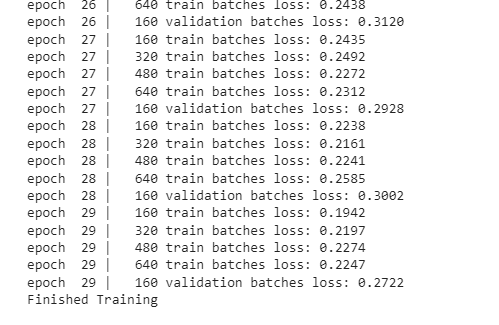 epoch  26 |   640 train batches loss: 0.2438
epoch  26 |   160 validation batches loss: 0.3120
epoch  27 |   160 train batches loss: 0.2435
epoch  27 |   320 train batches loss: 0.2492
epoch  27 |   480 train batches loss: 0.2272
epoch  27 |   640 train batches loss: 0.2312
epoch  27 |   160 validation batches loss: 0.2928
epoch  28 |   160 train batches loss: 0.2238
epoch  28 |   320 train batches loss: 0.2161
epoch  28 |   480 train batches loss: 0.2241
epoch  28 |   640 train batches loss: 0.2585
epoch  28 |   160 validation batches loss: 0.3002
epoch  29 |   160 train batches loss: 0.1942
epoch  29 |   320 train batches loss: 0.2197
epoch  29 |   480 train batches loss: 0.2274
epoch  29 |   640 train batches loss: 0.2247
epoch  29 |   160 validation batches loss: 0.2722
Finished Training